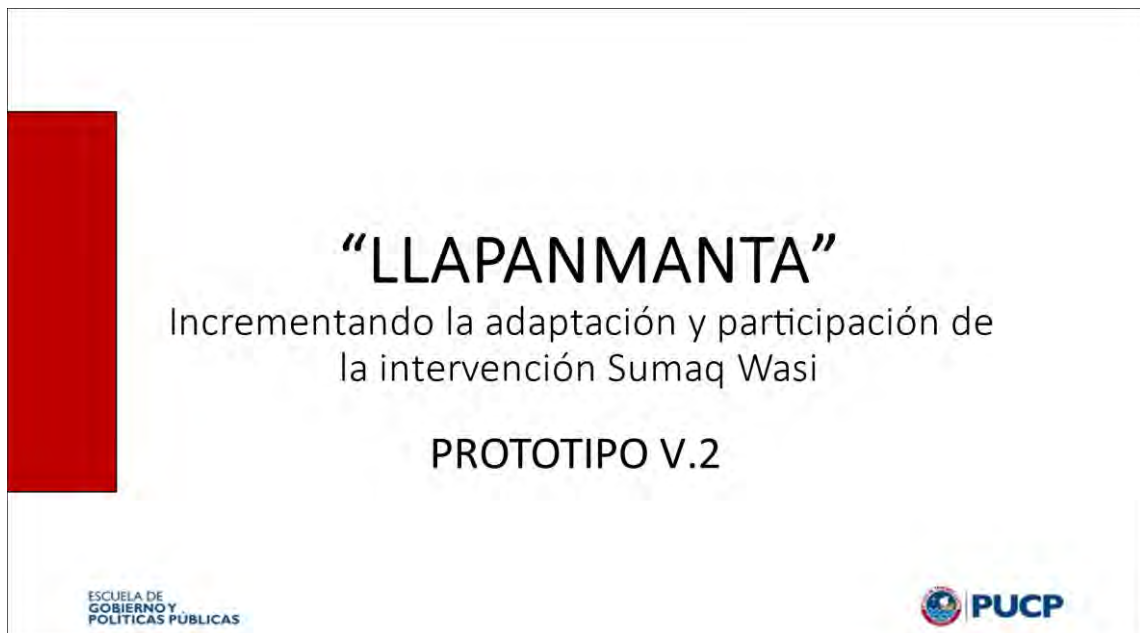 “LLAPANMANTA”
Incrementando la adaptación y participación de
la intervención Sumaq Wasi
PROTOTIPO V.2
ESCUELA DE
GOBIERNO Y
POLÍTICAS PÚBLICAS
PUCP